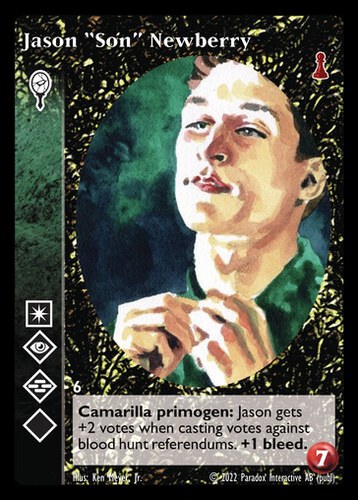 Jason "Son" Newberry
6
Camarilla primogen: Jason gets
+2 votes when casting votes against
blood hunt referendums. +1 bleed.
7
Illus: Ken Meyer, Jr. © 2022 Paradox Interactive AB (publ)